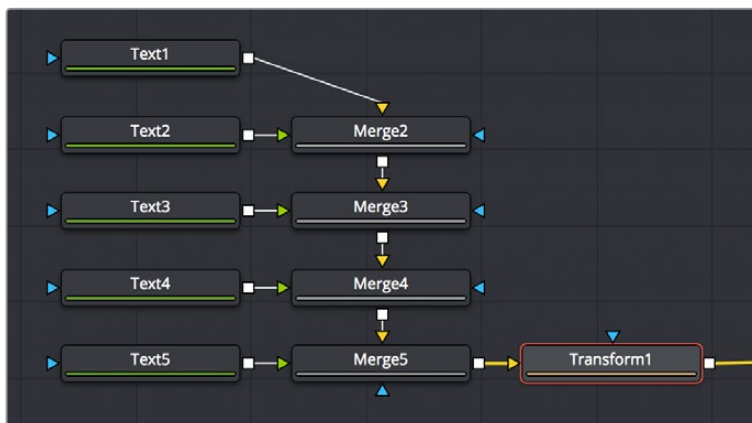 Text1
Text2 Merge2
Text3 Merge3
Text4 Merge4
Text5 Merge5 Transform1